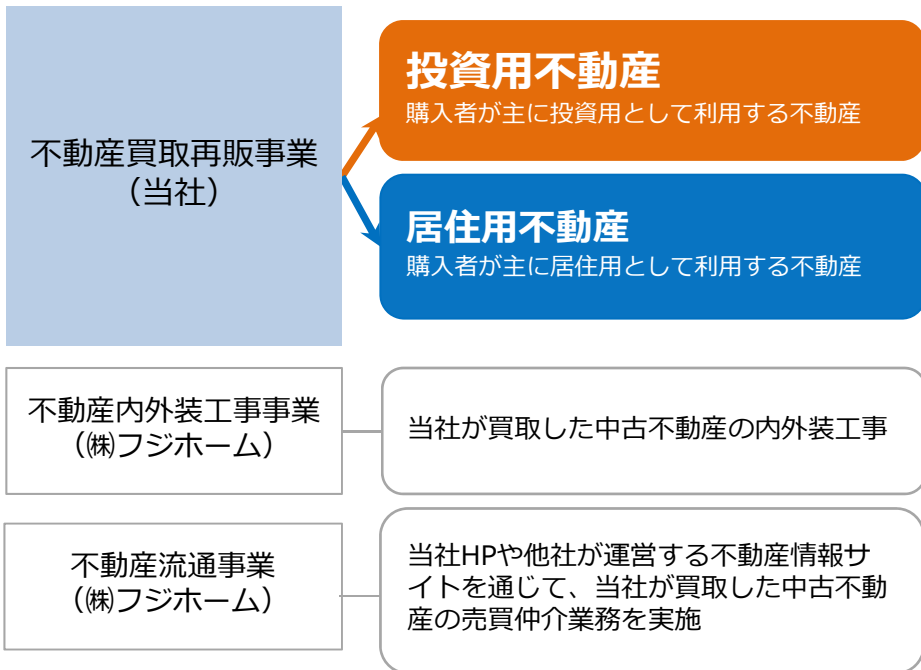 不動産買取再販事業
（当社）
投資用不動産
購入者が主に投資用として利用する不動産
居住用不動産
購入者が主に居住用として利用する不動産
不動産内外装工事事業
（㈱フジホーム）
当社が買取した中古不動産の内外装工事
不動産流通事業
（㈱フジホーム）
当社HPや他社が運営する不動産情報サ
イトを通じて、当社が買取した中古不動
産の売買仲介業務を実施